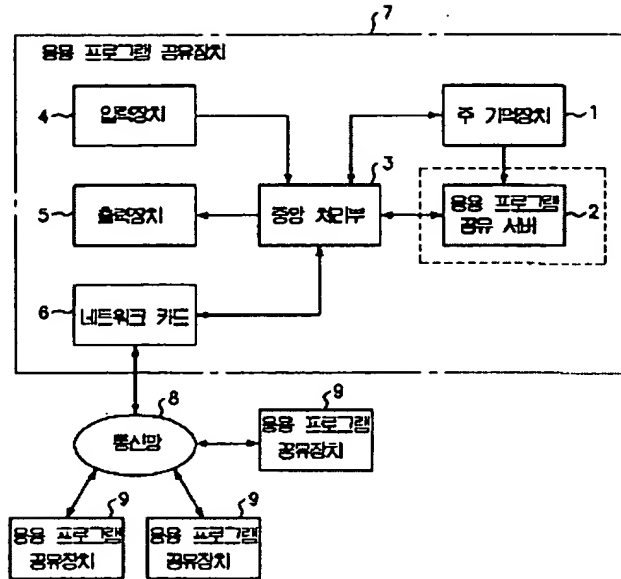 7
응용 프로그램 공유장치
4
입력장치
주 기억장치
1
3
5
출력장치
중앙 처리부
응용 프로그램
공유 서버
2
6
네트워크 카드
8
통신망
9
응용 프로그램
공유장치
9
응용 프로그램
공유장치
9
응용 프로그램
공유장치